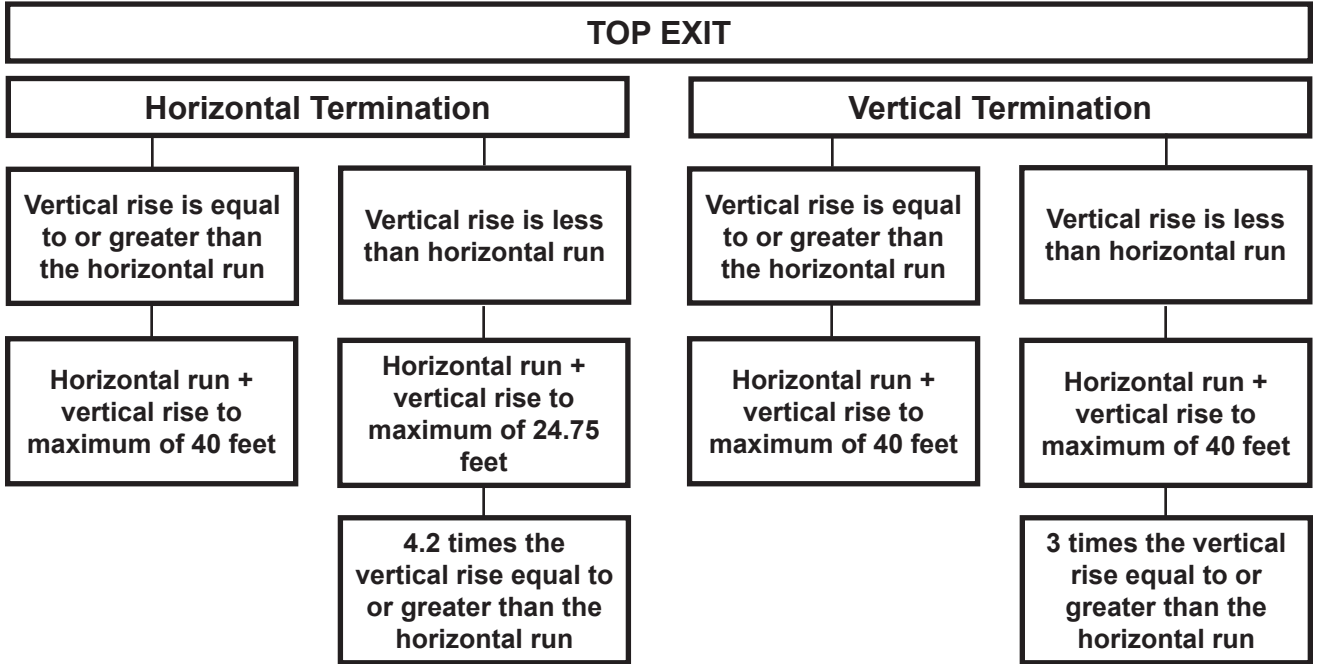 TOP EXIT
Horizontal Termination
Vertical Termination
Vertical rise is equal
to or greater than
the horizontal run
Vertical rise is less
than horizontal run
Vertical rise is equal
to or greater than
the horizontal run
Vertical rise is less
than horizontal run
Horizontal run +
vertical rise to
maximum of 40 feet
Horizontal run +
vertical rise to
maximum of 24.75
feet
Horizontal run +
vertical rise to
maximum of 40 feet
Horizontal run +
vertical rise to
maximum of 40 feet
4.2 times the
vertical rise equal to
or greater than the
horizontal run
3 times the vertical
rise equal to or
greater than the
horizontal run